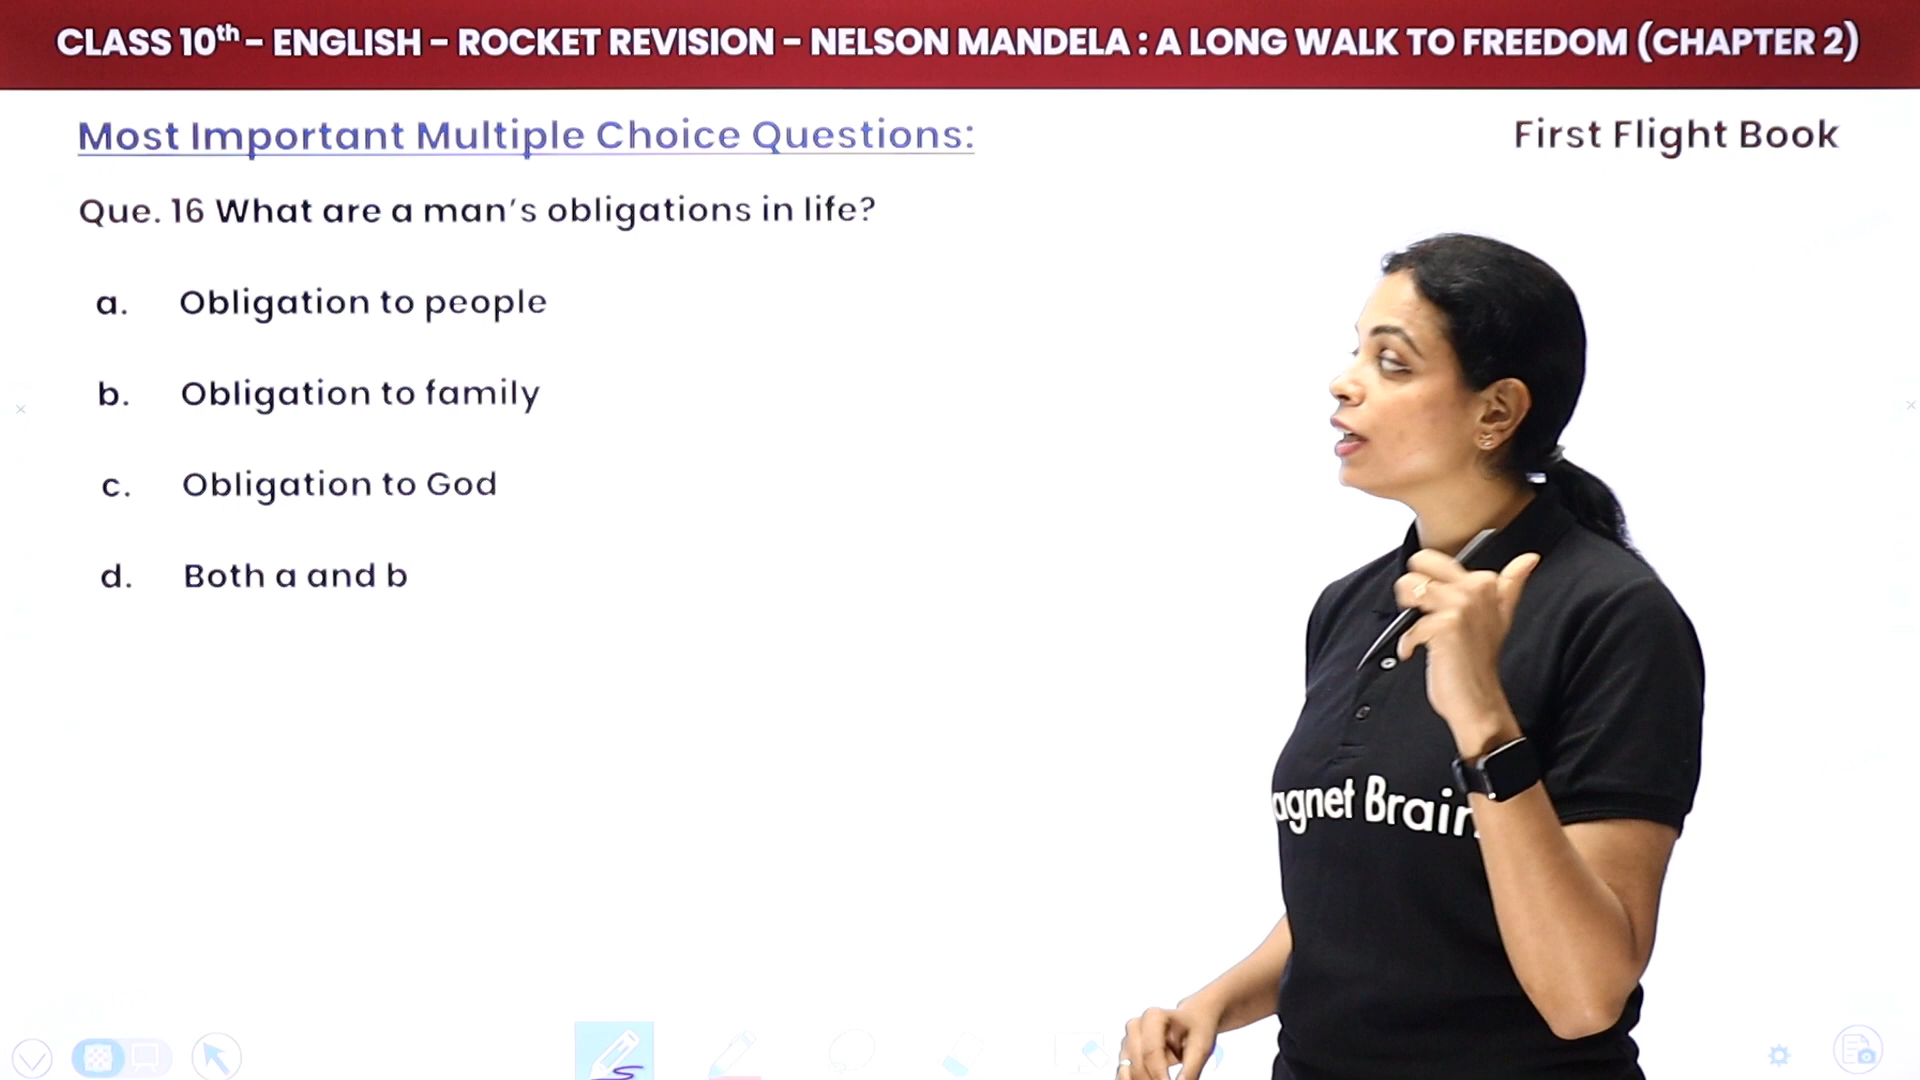 CLASS 10th - ENGLISH - ROCKET REVISION - NELSON MANDELA : A LONG WALK TO FREEDOM (CHAPTER 2)
Most Important Multiple Choice Questions:
First Flight Book
Que. 16 What are a man's obligations in life?
a. Obligation to people
b. Obligation to family
c. Obligation to God
d. Both a and b
agnet Brain